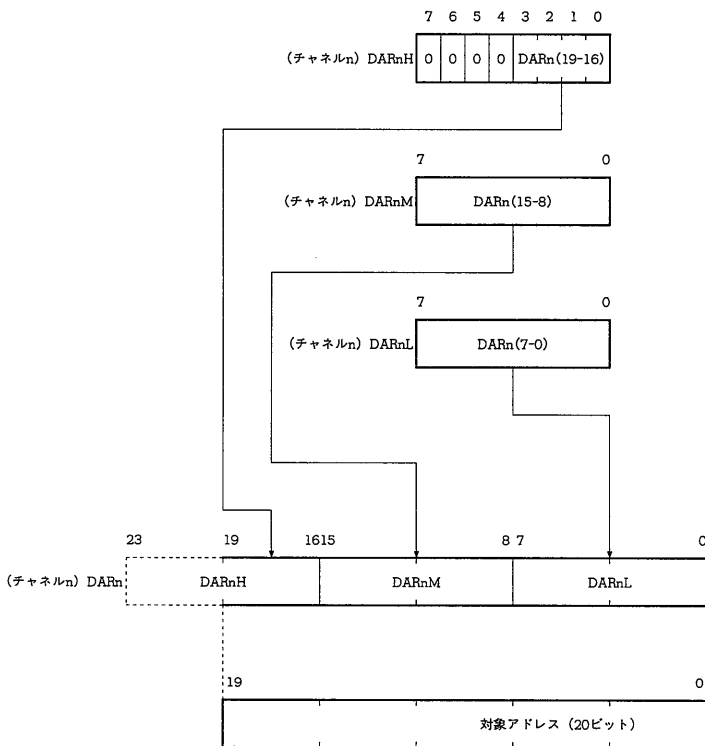 7 6 5 4 3 2 1 0
(チャネルn) DARnH 0 0 0 0 DARn(19-16)
7 0
(チャネルn) DARnM DARn(15-8)
7 0
(チャネルn) DARnL DARn(7-0)
23 19 1615 8 7 0
(チャネルn) DARn DARnH DARnM DARnL
19 0
対象アドレス (20ビット)